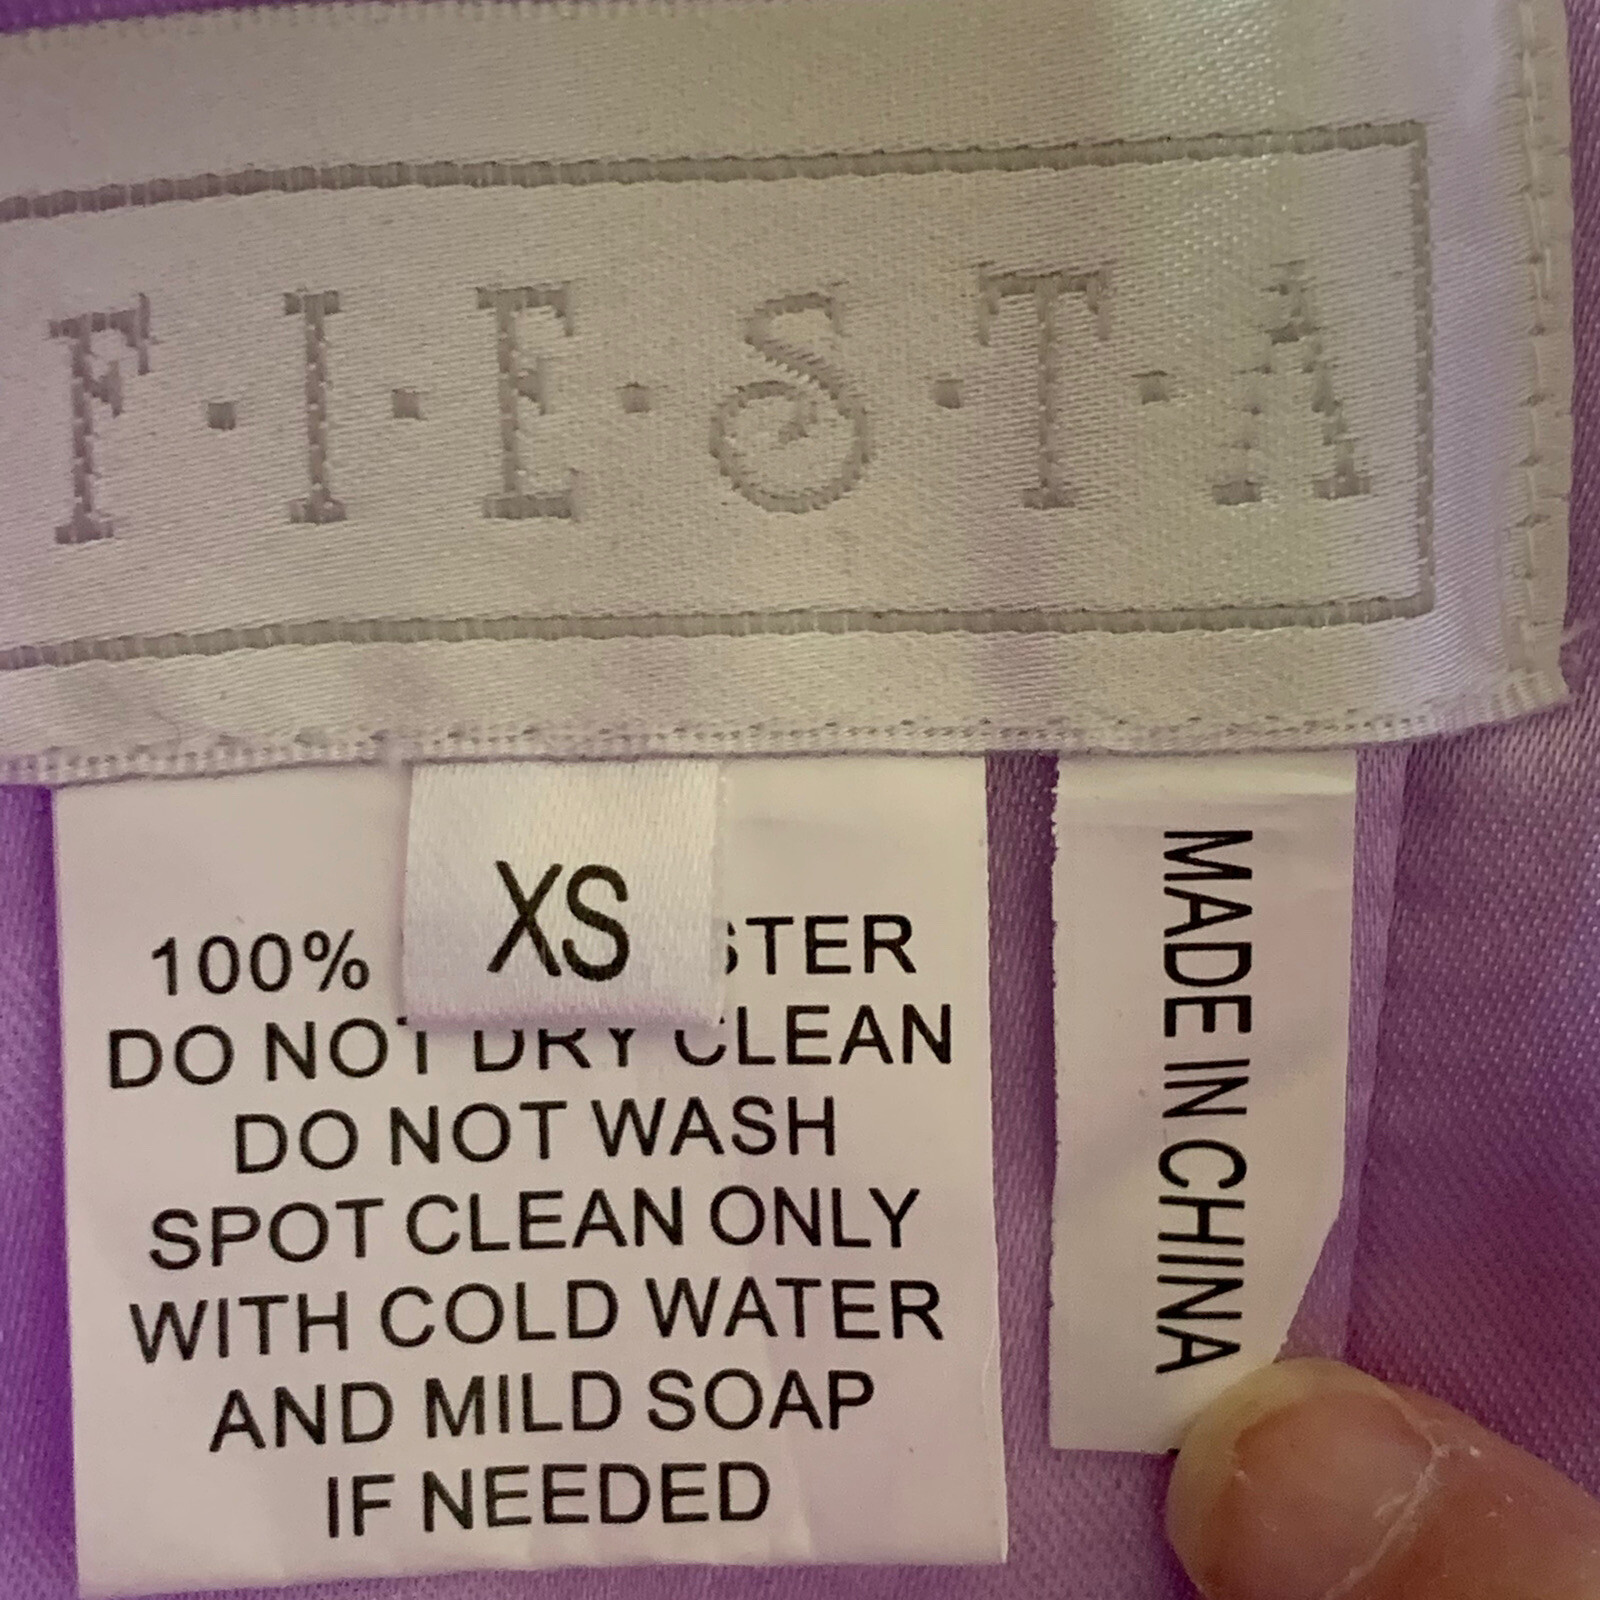 F·I·E·S·T·A
XS
100% STER
DO NOT DRY CLEAN
DO NOT WASH
SPOT CLEAN ONLY
WITH COLD WATER
AND MILD SOAP
IF NEEDED
MADE IN CHINA